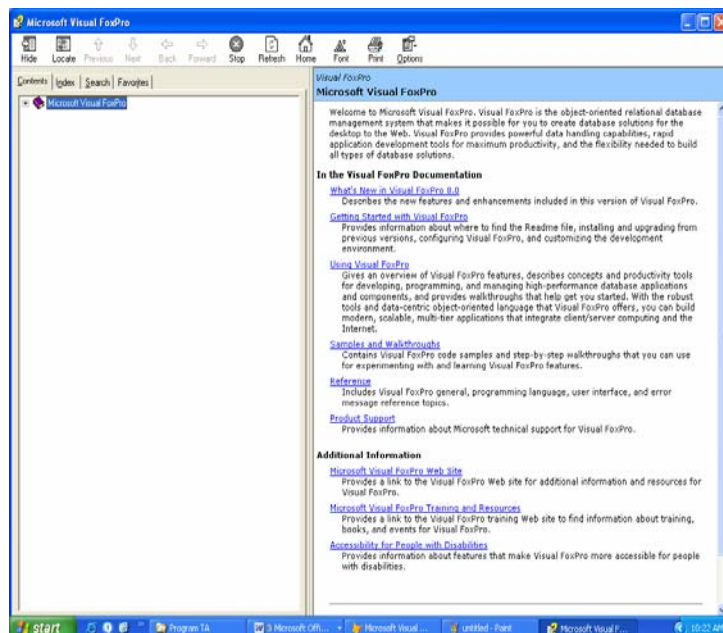 Microsoft Visual FoxPro
Hide Locate Previous Next Back Forward Stop Refresh Home Font Print Options
Contents Index Search Favorites
Microsoft Visual FoxPro
Visual FoxPro
Microsoft Visual FoxPro
Welcome to Microsoft Visual FoxPro. Visual FoxPro is the object-oriented relational database
management system that makes it possible for you to create database solutions for the
desktop to the Web. Visual FoxPro provides powerful data handling capabilities, rapid
application development tools for maximum productivity, and the flexibility needed to build
all types of database solutions.
In the Visual FoxPro Documentation
What's New in Visual FoxPro 8.0
Describes the new features and enhancements included in this version of Visual FoxPro.
Getting Started with Visual FoxPro
Provides information about where to find the Readme file, installing and upgrading from
previous versions, configuring Visual FoxPro, and customizing the development
environment.
Using Visual FoxPro
Gives an overview of Visual FoxPro features, describes concepts and productivity tools
for developing, programming, and managing high-performance database applications
and components, and provides walkthroughs that help get you started. With the robust
tools and data-centric object-oriented language that Visual FoxPro offers, you can build
modern, scalable, multi-tier applications that integrate client/server computing and the
Internet.
Samples and Walkthroughs
Contains Visual FoxPro code samples and step-by-step walkthroughs that you can use
for experimenting with and learning Visual FoxPro features.
Reference
Includes Visual FoxPro general, programming language, user interface, and error
message reference topics.
Product Support
Provides information about Microsoft technical support for Visual FoxPro.
Additional Information
Microsoft Visual FoxPro Web Site
Provides a link to the Visual FoxPro Web site for additional information and resources for
Visual FoxPro.
Microsoft Visual FoxPro Training and Resources
Provides a link to the Visual FoxPro training Web site to find information about training,
books, and events for Visual FoxPro.
Accessibility for People with Disabilities
Provides information about features that make Visual FoxPro more accessible for people
with disabilities.
start Program TA 3 Microsoft Offi... Microsoft Visual ... untitled - Paint Microsoft Visual F... 10:22 AM